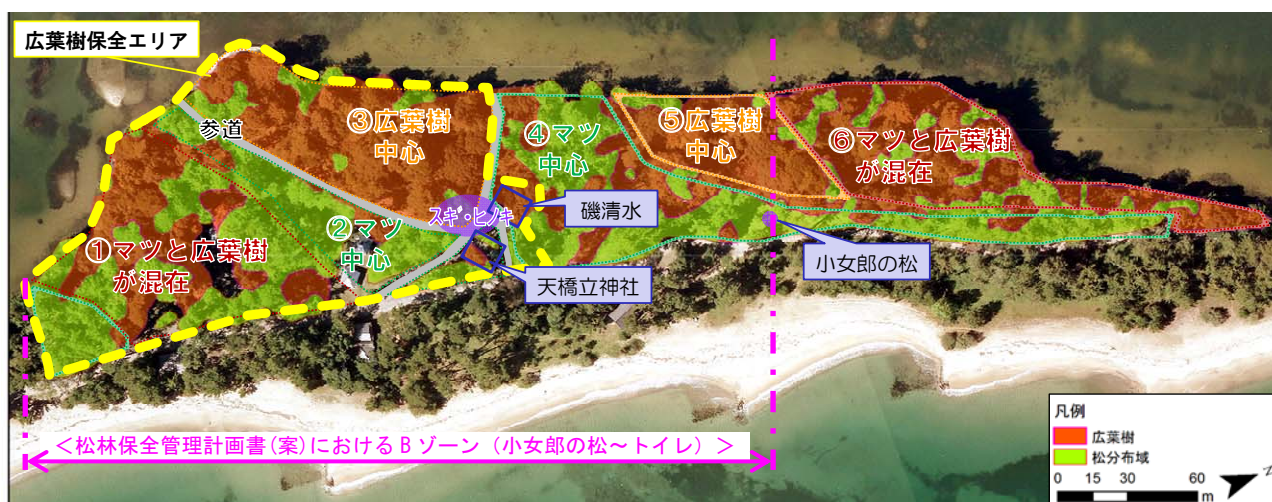 広葉樹保全エリア
参道
③広葉樹
中心
④マツ
中心
⑤広葉樹
中心
⑥マツと広葉樹
が混在
スギ・ヒノキ
磯清水
①マツと広葉樹
が混在
②マツ
中心
天橋立神社
小女郎の松
＜松林保全管理計画書(案)におけるBゾーン（小女郎の松～トイレ）＞
凡例
広葉樹
松分布域
0 15 30 60
m
N